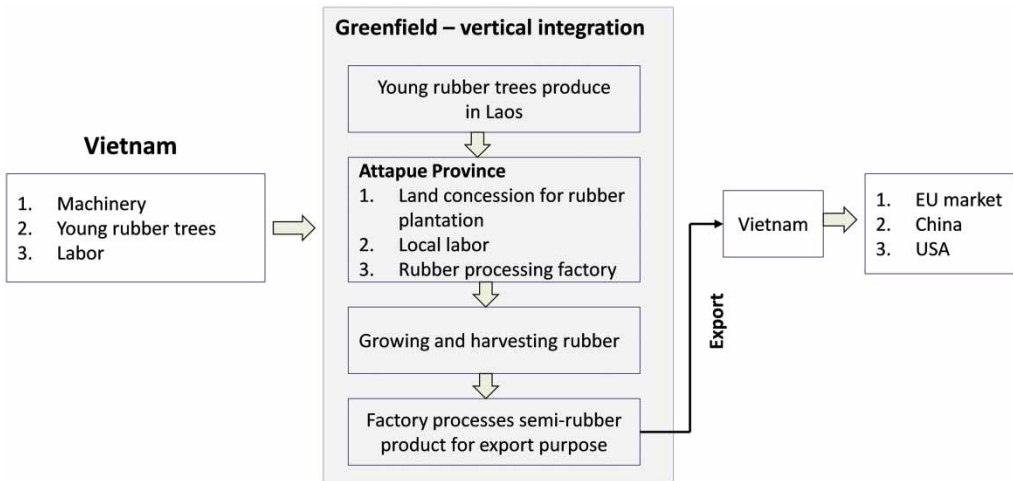 Greenfield – vertical integration
Young rubber trees produce
in Laos
Vietnam
1. Machinery
2. Young rubber trees
3. Labor
Attapue Province
1. Land concession for rubber
plantation
2. Local labor
3. Rubber processing factory
Growing and harvesting rubber
Factory processes semi-rubber
product for export purpose
Export
Vietnam
1. EU market
2. China
3. USA